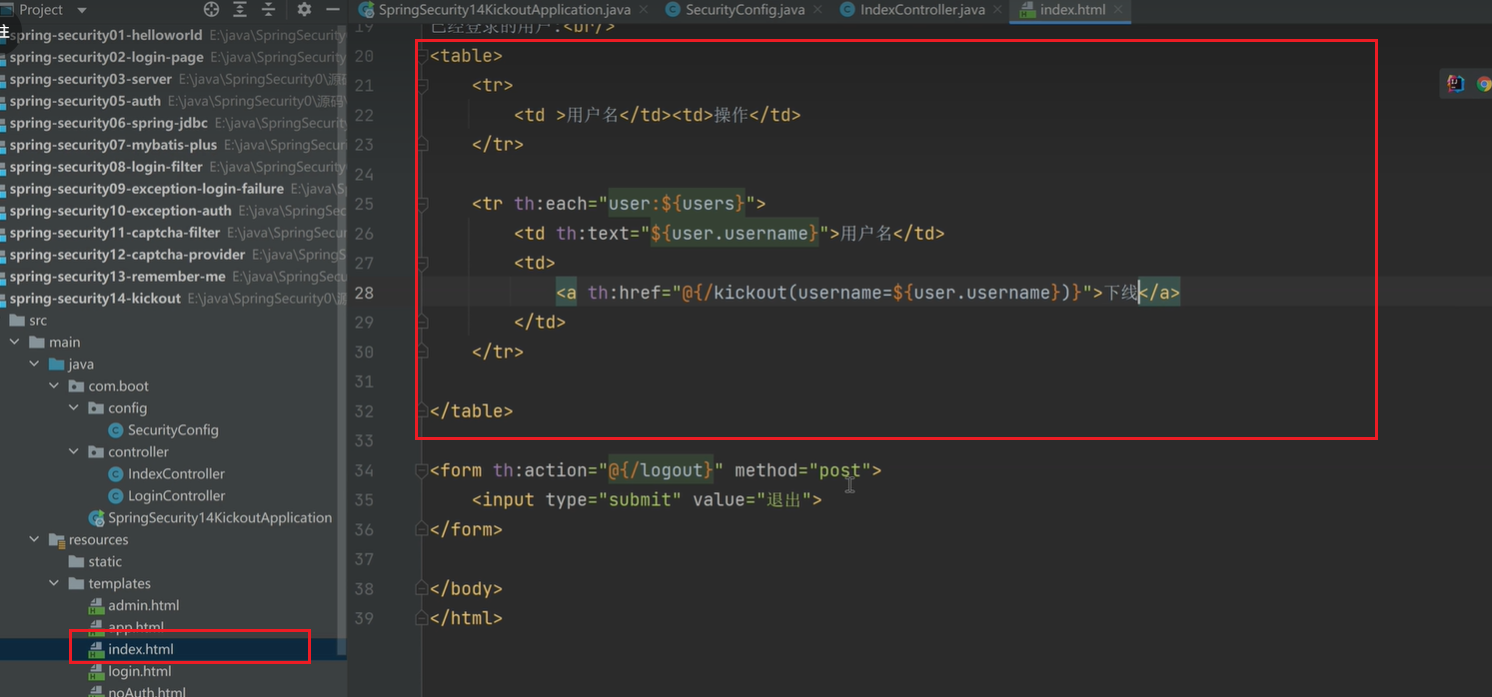 Project
SpringSecurity14KickoutApplication.java
SecurityConfig.java
IndexController.java
index.html
注
spring-security01-helloworld E:\java\SpringSecurity
spring-security02-login-page E:\java\SpringSecurity
spring-security03-server E:\java\SpringSecurity0\源码
spring-security05-auth E:\java\SpringSecurity0\源码\
spring-security06-spring-jdbc E:\java\SpringSecurity
spring-security07-mybatis-plus E:\java\SpringSecurity
spring-security08-login-filter E:\java\SpringSecurity
spring-security09-exception-login-failure E:\java\S
spring-security10-exception-auth E:\java\SpringSec
spring-security11-captcha-filter E:\java\SpringSecur
spring-security12-captcha-provider E:\java\SpringS
spring-security13-remember-me E:\java\SpringSecu
spring-security14-kickout E:\java\SpringSecurity0\源
src
main
java
com.boot
config
SecurityConfig
controller
IndexController
LoginController
SpringSecurity14KickoutApplication
resources
static
templates
admin.html
app.html
index.html
login.html
noAuth.html
19 已经登录的用户:<br/>
20 <table>
21 <tr>
22 <td >用户名</td><td>操作</td>
23 </tr>
24
25 <tr th:each="user:${users}">
26 <td th:text="${user.username}">用户名</td>
27 <td>
28 <a th:href="@{/kickout(username=${user.username})}">下线</a>
29 </td>
30 </tr>
31
32 </table>
33
34 <form th:action="@{/logout}" method="post">
35 <input type="submit" value="退出">
36 </form>
37
38 </body>
39 </html>